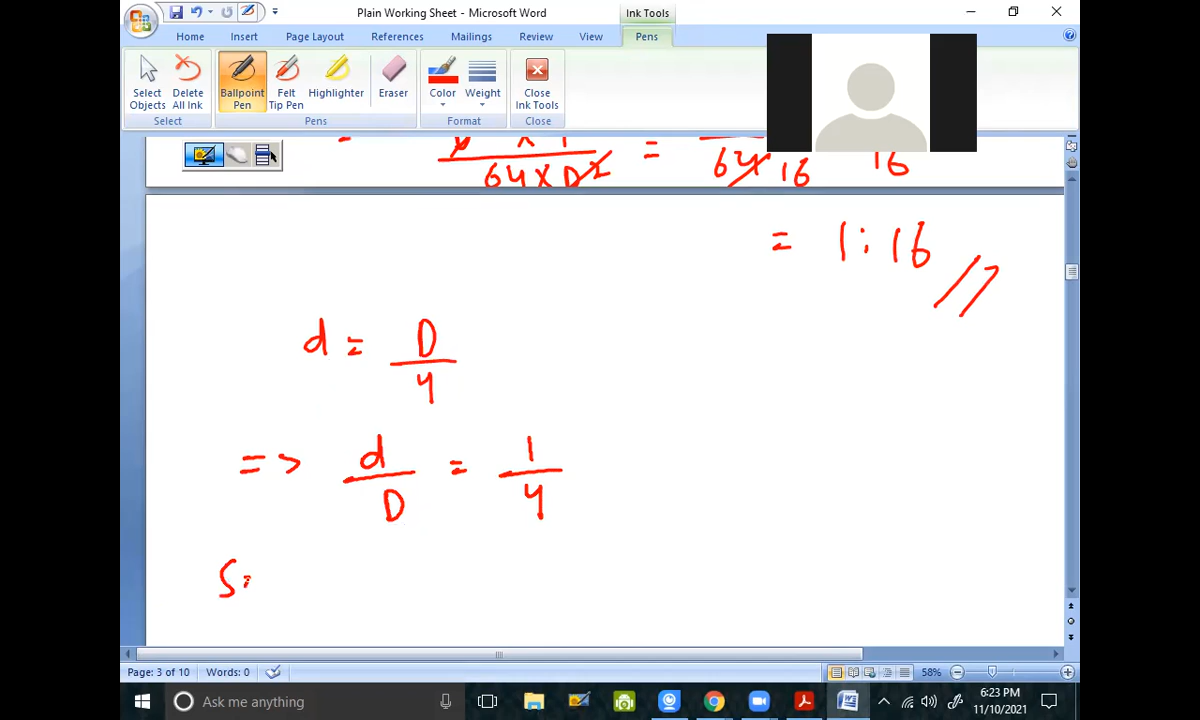 Plain Working Sheet - Microsoft Word
Ink Tools
Home Insert Page Layout References Mailings Review View Pens
Select Objects
Delete All Ink
Ballpoint Pen
Felt Tip Pen
Highlighter
Eraser
Color
Weight
Close Ink Tools
Select Pens Format Close
= 64 x D² = 64 16 16
= 1:16 //
d = D/4
=> d/D = 1/4
Page: 3 of 10 Words: 0 58%
Ask me anything
6:23 PM
11/10/2021